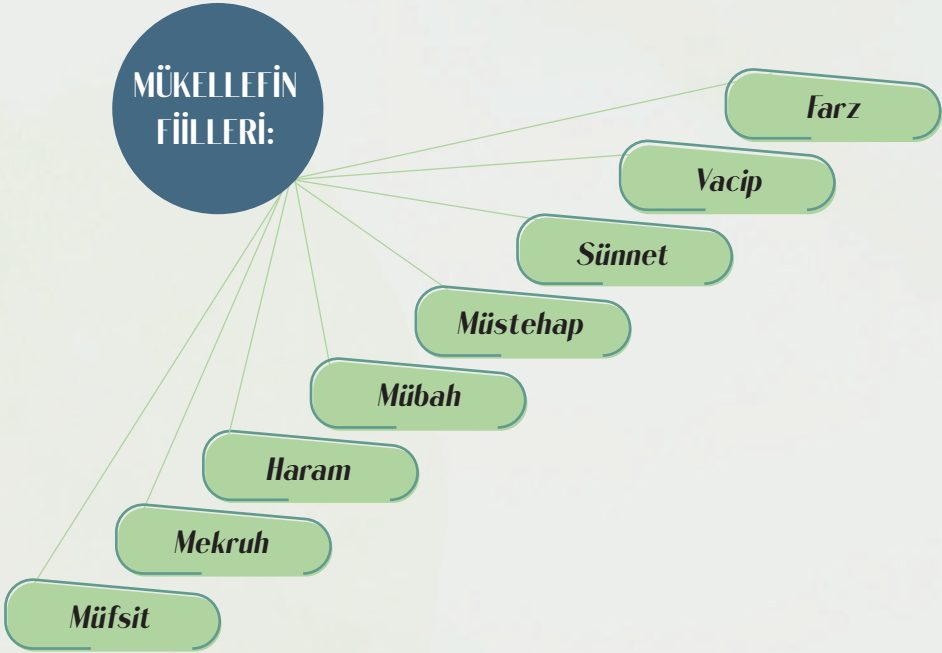 MÜKELLEFİN
FİİLLERİ:
Farz
Vacip
Sünnet
Müstehap
Mübah
Haram
Mekruh
Müfsit